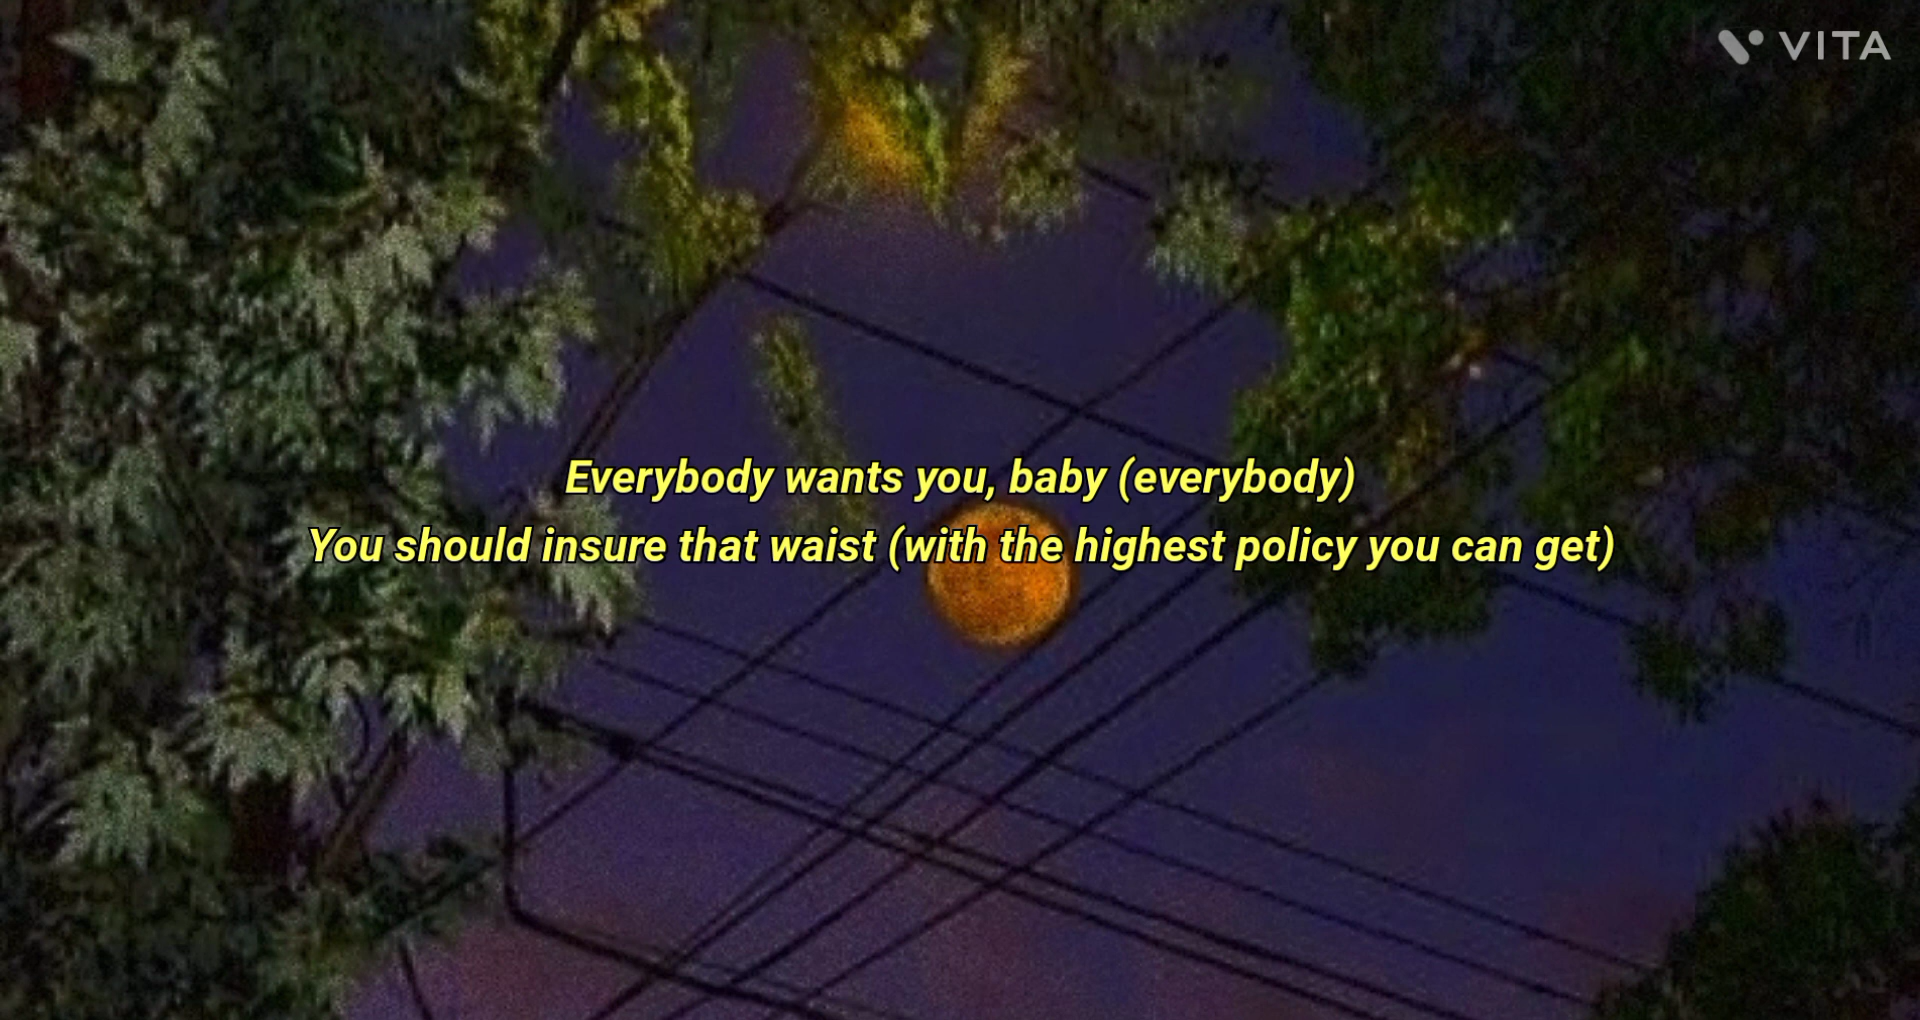 VITA
Everybody wants you, baby (everybody)
You should insure that waist (with the highest policy you can get)